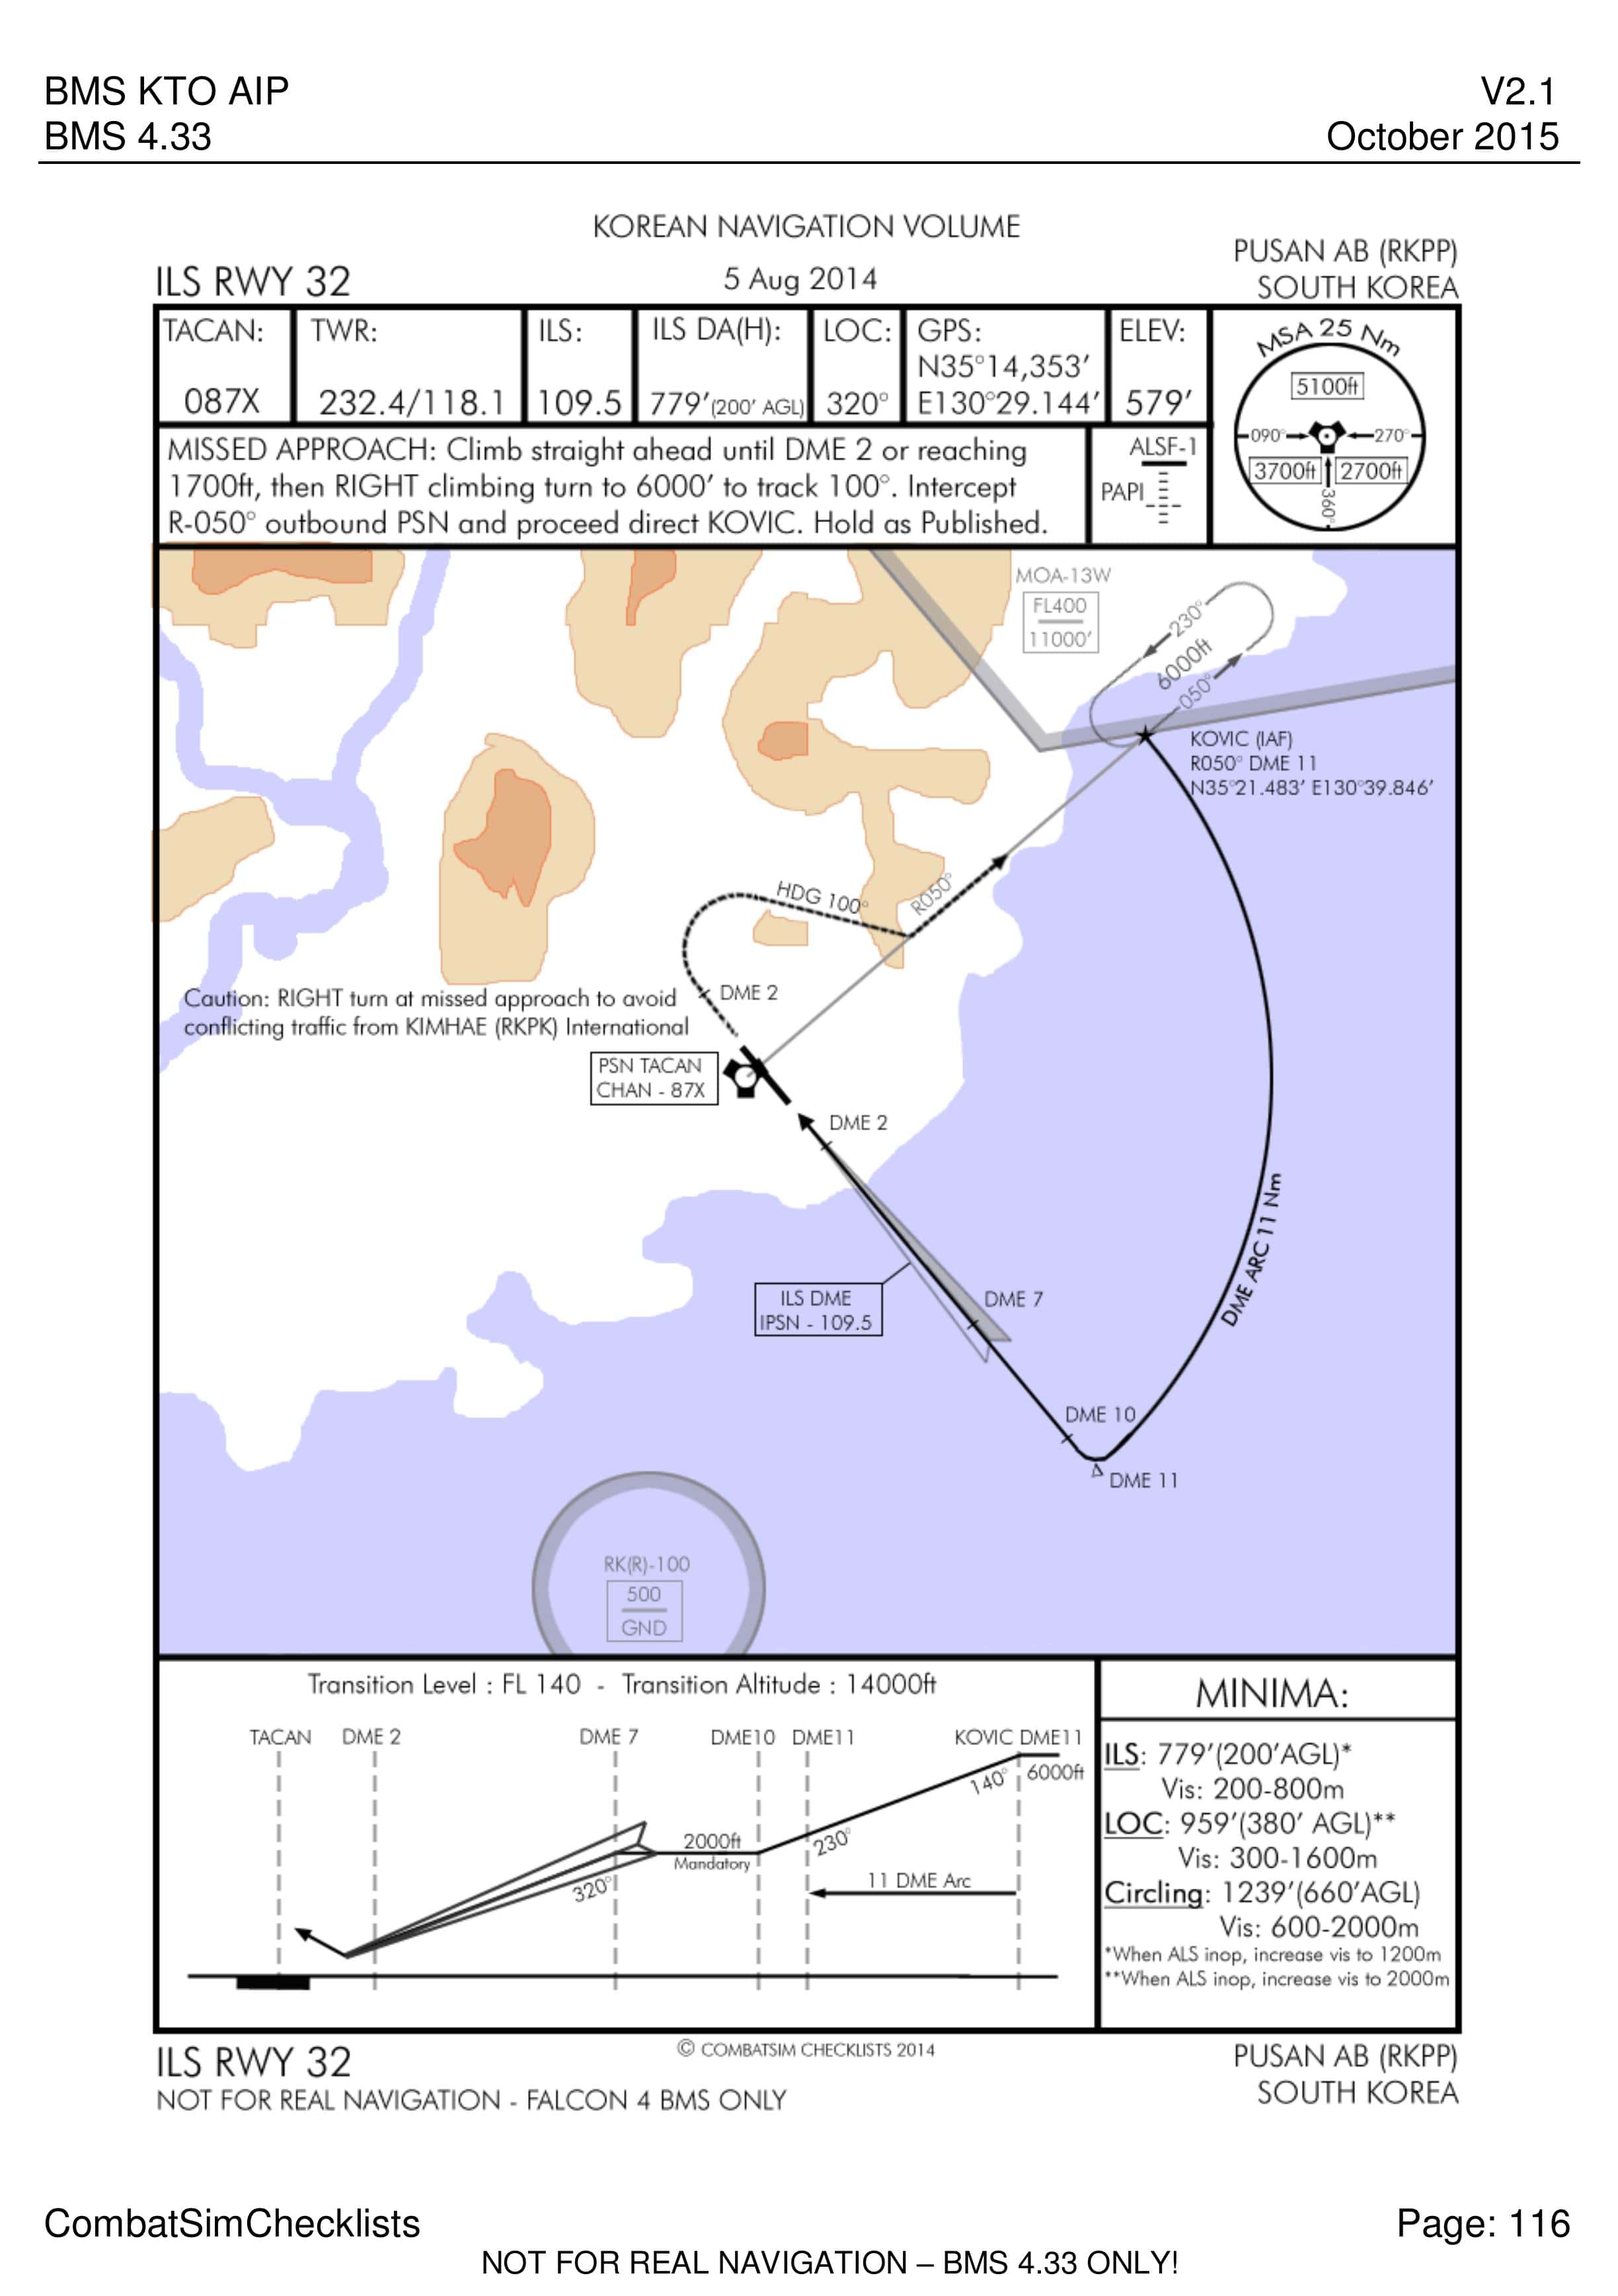 BMS KTO AIP
V2.1
BMS 4.33
October 2015
KOREAN NAVIGATION VOLUME
ILS RWY 32
5 Aug 2014
PUSAN AB (RKPP)
SOUTH KOREA
TACAN:
087X
TWR:
232.4/118.1
ILS:
109.5
ILS DA(H):
779′(200′ AGL)
LOC:
320°
GPS:
N35°14,353′
E130°29.144′
ELEV:
579′
MSA 25 Nm
5100ft
090°
270°
3700ft
2700ft
360°
MISSED APPROACH: Climb straight ahead until DME 2 or reaching
1700ft, then RIGHT climbing turn to 6000′ to track 100°. Intercept
R-050° outbound PSN and proceed direct KOVIC. Hold as Published.
ALSF-1
PAPI
MOA-13W
FL400
11000′
230°
6000ft
050°
KOVIC (IAF)
R050° DME 11
N35°21.483′ E130°39.846′
HDG 100°
R050°
DME 2
Caution: RIGHT turn at missed approach to avoid
conflicting traffic from KIMHAE (RKPK) International
PSN TACAN
CHAN - 87X
DME 2
DME ARC 11 Nm
ILS DME
IPSN - 109.5
DME 7
DME 10
DME 11
RK(R)-100
500
GND
Transition Level : FL 140 - Transition Altitude : 14000ft
TACAN
DME 2
DME 7
DME10
DME11
KOVIC DME11
140°
6000ft
2000ft
Mandatory
230°
320°
11 DME Arc
MINIMA:
ILS: 779′(200′AGL)*
Vis: 200-800m
LOC: 959′(380′ AGL)**
Vis: 300-1600m
Circling: 1239′(660′AGL)
Vis: 600-2000m
*When ALS inop, increase vis to 1200m
**When ALS inop, increase vis to 2000m
ILS RWY 32
© COMBATSIM CHECKLISTS 2014
PUSAN AB (RKPP)
SOUTH KOREA
NOT FOR REAL NAVIGATION - FALCON 4 BMS ONLY
CombatSimChecklists
Page: 116
NOT FOR REAL NAVIGATION – BMS 4.33 ONLY!